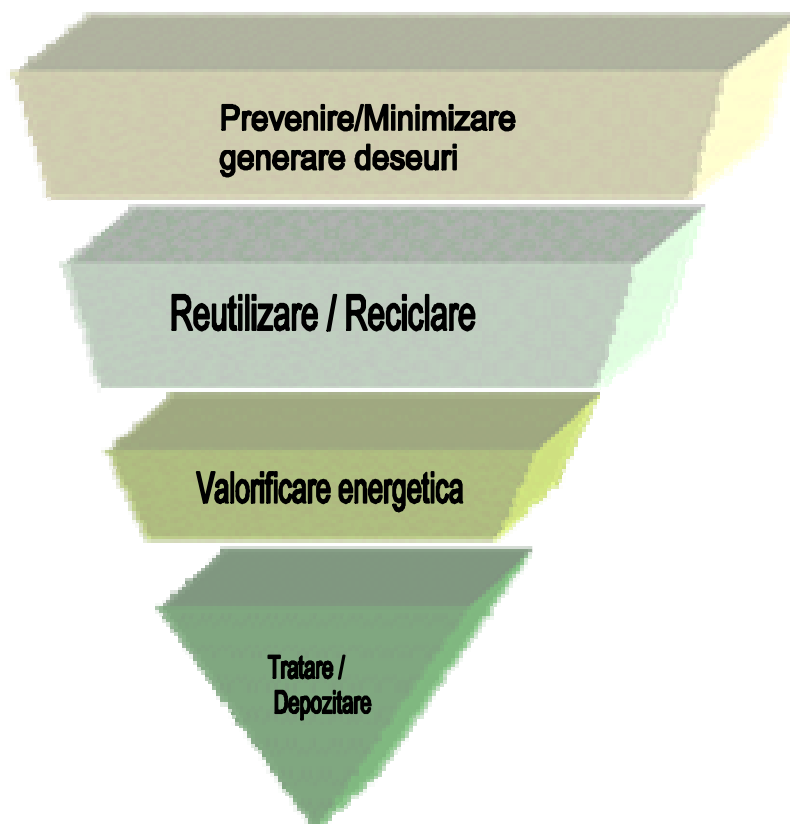 Prevenire/Minimizare
generare deseuri
Reutilizare / Reciclare
Valorificare energetica
Tratare /
Depozitare